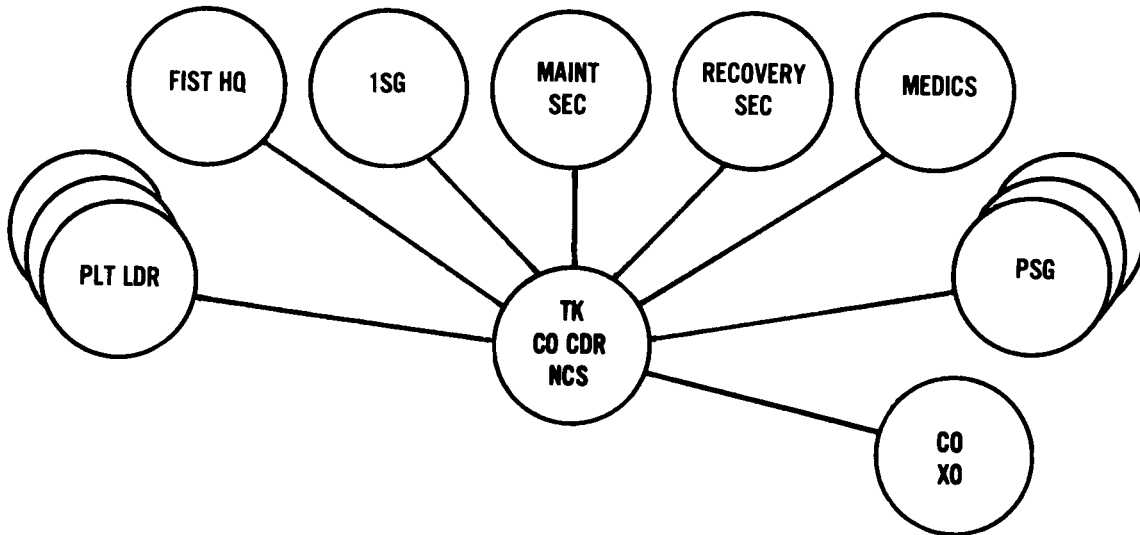 FIST HQ
1SG
MAINT
SEC
RECOVERY
SEC
MEDICS
PLT LDR
PSG
TK
CO CDR
NCS
CO
XO